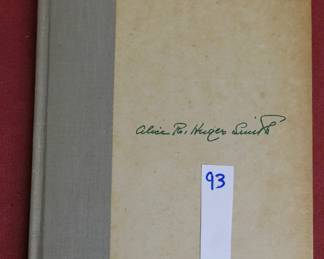 Alice R. Huger Smith
93